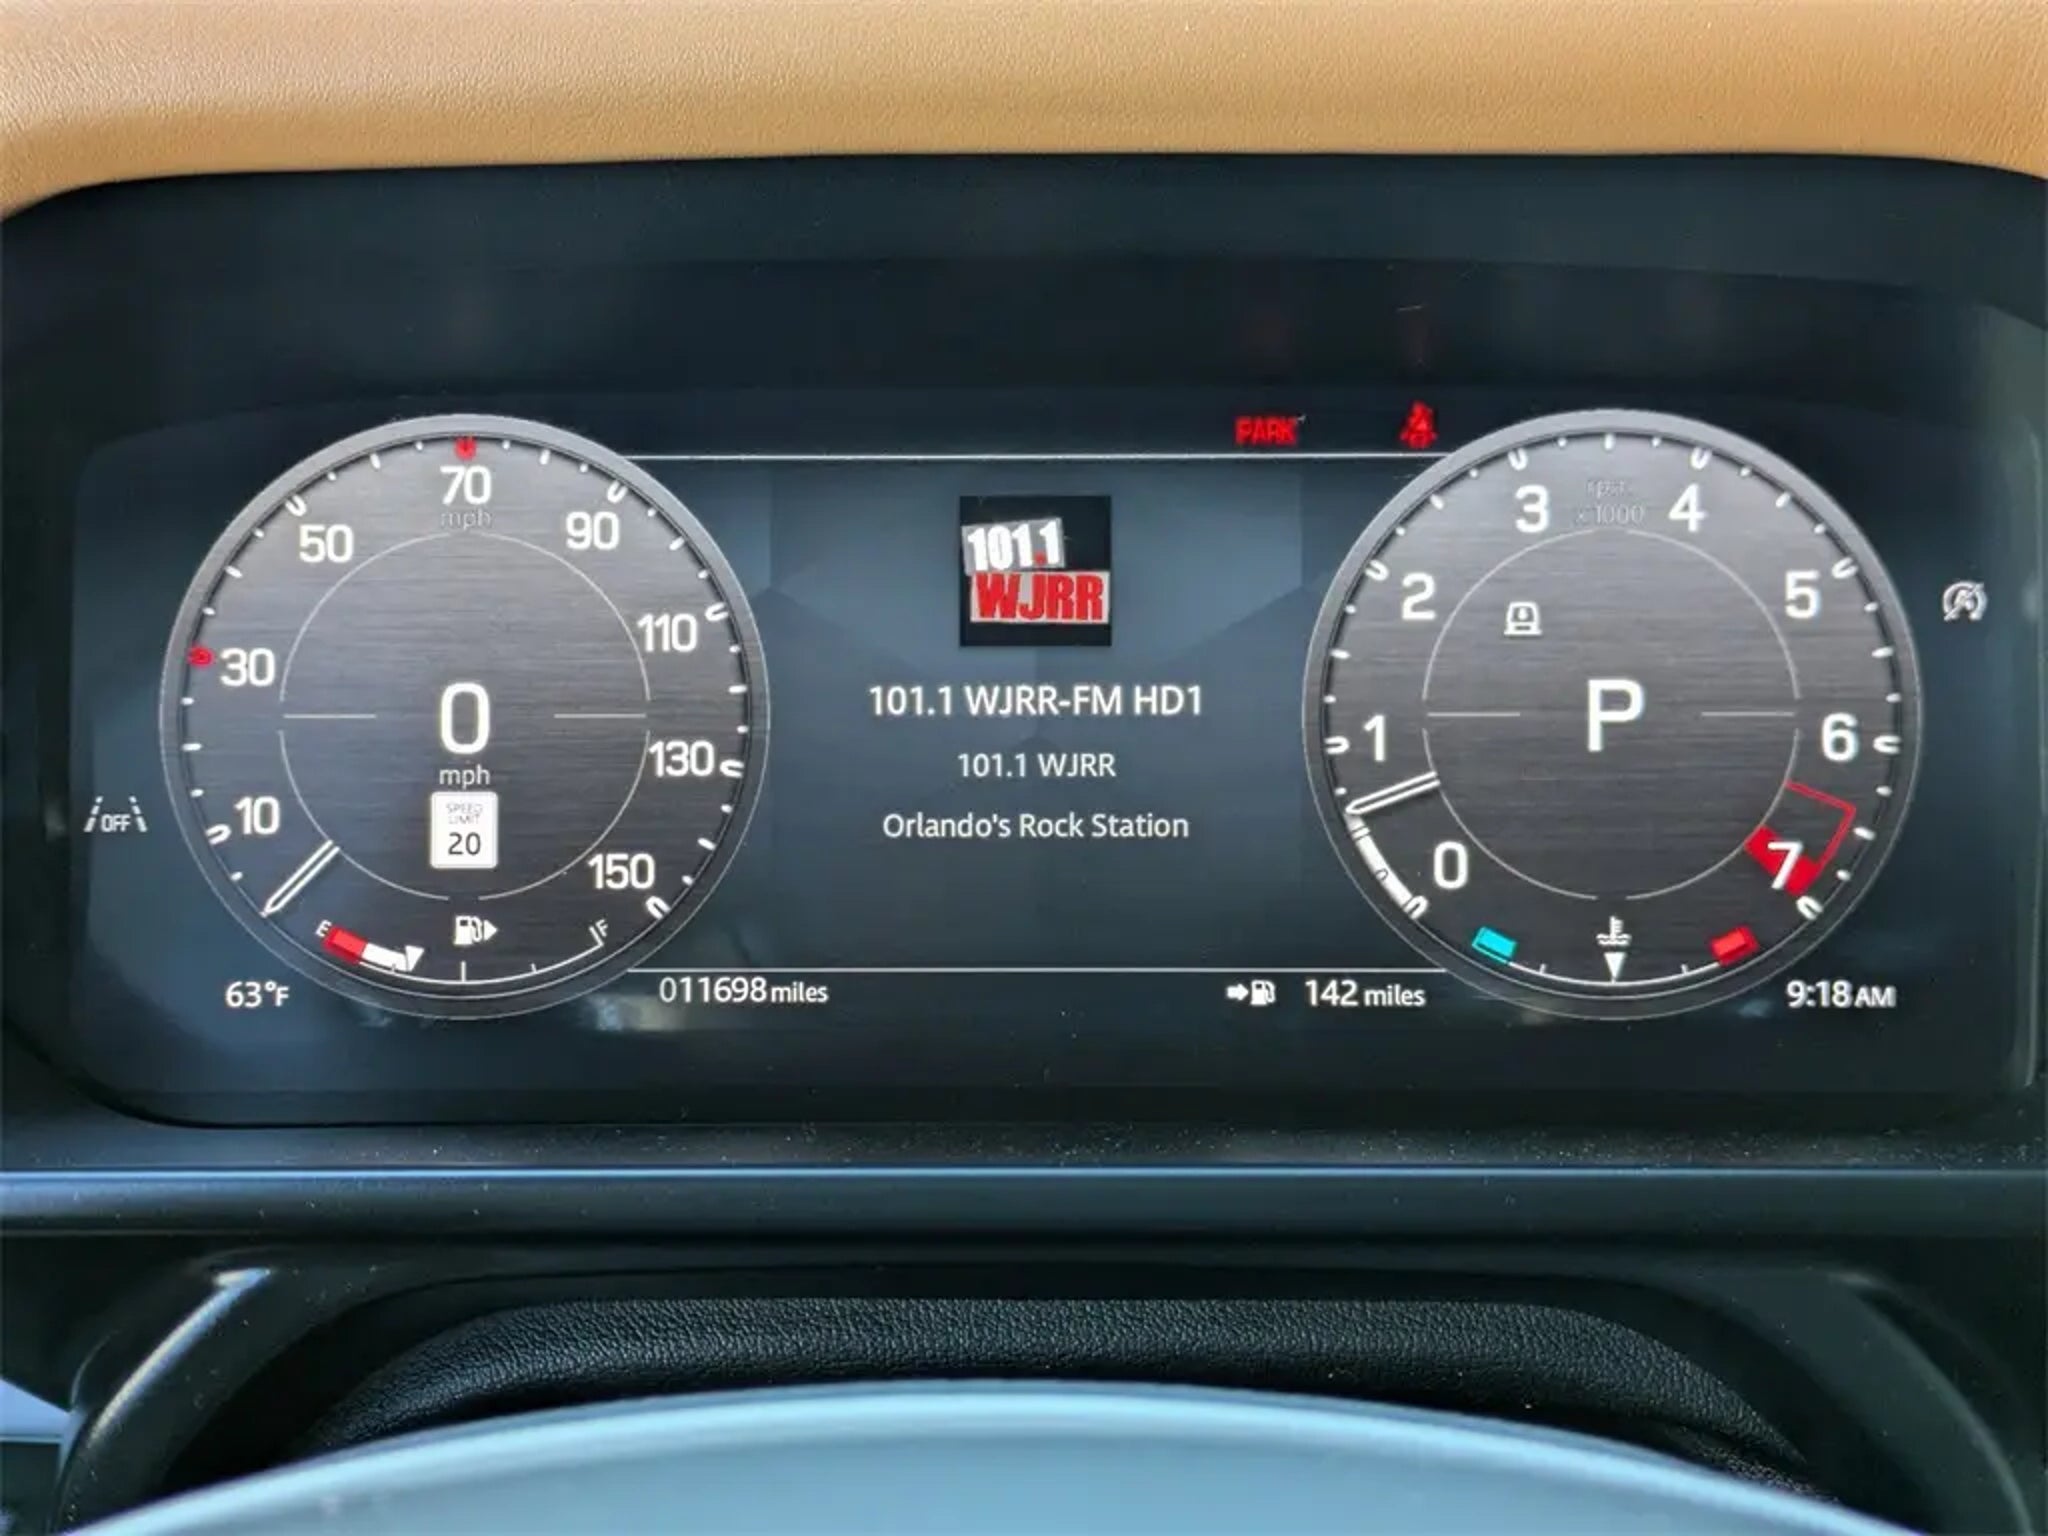 PARK
70
mph
50
90
30
110
10
130
150
0
mph
SPEED
LIMIT
20
E
F
OFF
63°F
011698 miles
101.1
WJRR
101.1 WJRR-FM HD1
101.1 WJRR
Orlando's Rock Station
142 miles
rpm
x1000
3
4
2
5
1
6
0
7
P
A
9:18 AM